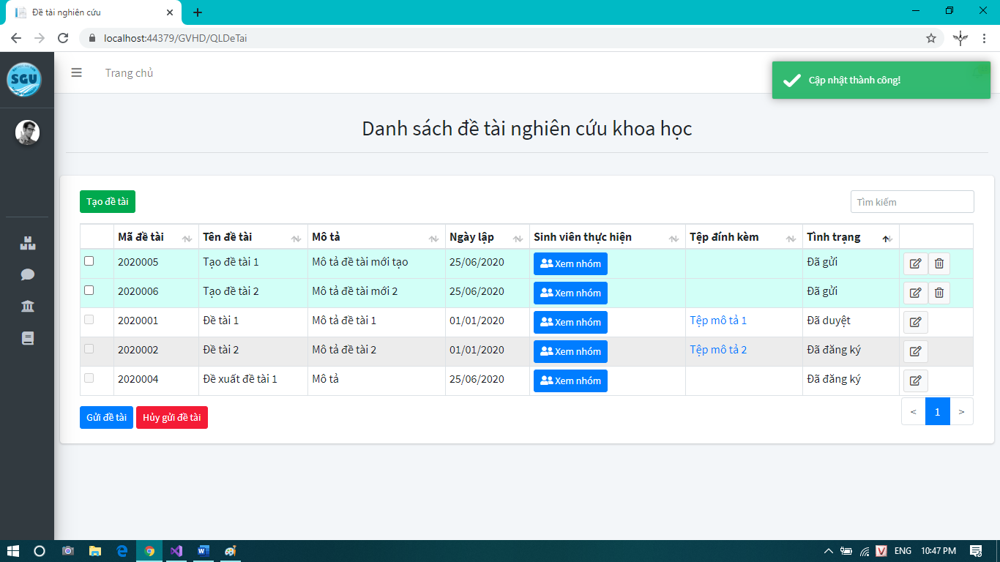 Đề tài nghiên cứu
localhost:44379/GVHD/QLDeTai
SGU
Trang chủ
Cập nhật thành công!
Danh sách đề tài nghiên cứu khoa học
Tạo đề tài
Tìm kiếm
Mã đề tài Tên đề tài Mô tả Ngày lập Sinh viên thực hiện Tệp đính kèm Tình trạng
2020005 Tạo đề tài 1 Mô tả đề tài mới tạo 25/06/2020 Xem nhóm Đã gửi
2020006 Tạo đề tài 2 Mô tả đề tài mới 2 25/06/2020 Xem nhóm Đã gửi
2020001 Đề tài 1 Mô tả đề tài 1 01/01/2020 Xem nhóm Tệp mô tả 1 Đã duyệt
2020002 Đề tài 2 Mô tả đề tài 2 01/01/2020 Xem nhóm Tệp mô tả 2 Đã đăng ký
2020004 Đề xuất đề tài 1 Mô tả 25/06/2020 Xem nhóm Đã đăng ký
Gửi đề tài Hủy gửi đề tài
< 1 >
ENG 10:47 PM